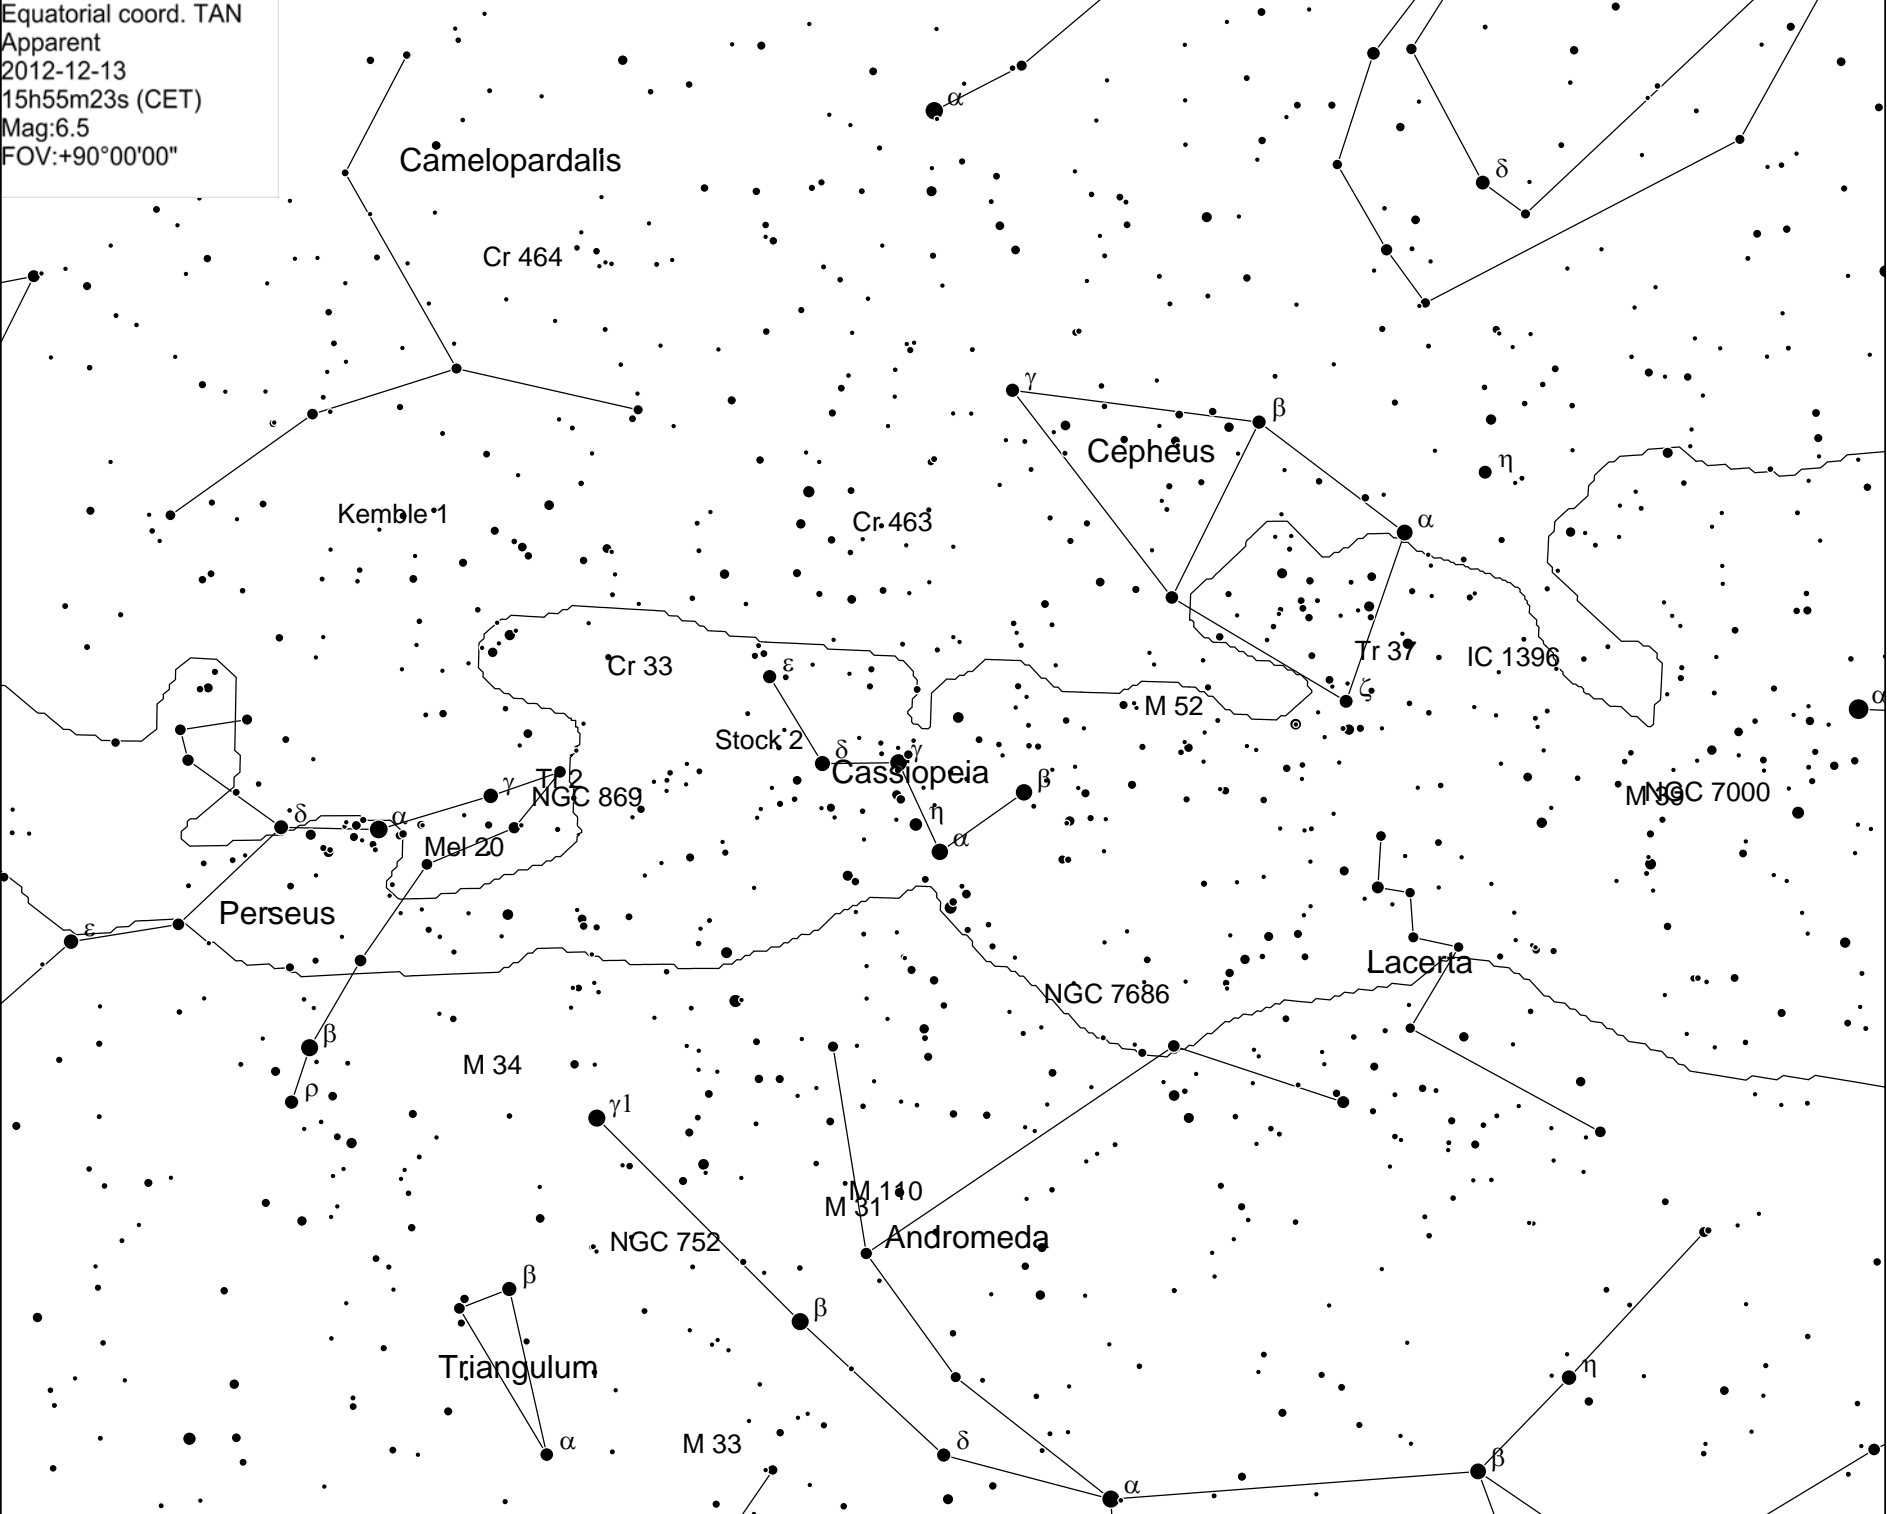 Equatorial coord. TAN
Apparent
2012-12-13
15h55m23s (CET)
Mag:6.5
FOV:+90°00'00"
α
Camelopardalis
δ
Cr 464
γ
β
Cepheus
η
Kemble 1
Cr 463
α
Cr 33
ε
Tr 37
IC 1396
ζ
M 52
α
Stock 2
δ
γ
Cassiopeia
β
γ
Tr 2
NGC 869
M 39
NGC 7000
δ
α
η
α
Mel 20
Perseus
ε
Lacerta
NGC 7686
β
M 34
ρ
γ1
M 110
M 31
Andromeda
NGC 752
β
β
Triangulum
η
α
M 33
δ
β
α